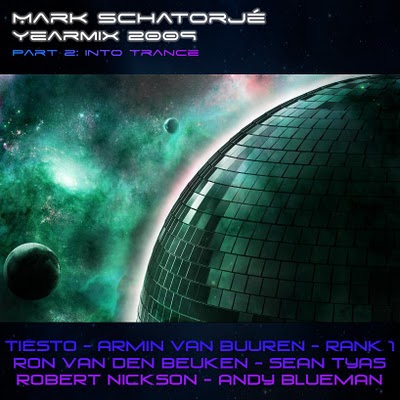 MARK SCHATORJÉ
YEARMIX 2009
PART 2: INTO TRANCE
TIESTO - ARMIN VAN BUUREN - RANK 1
RON VAN DEN BEUKEN - SEAN TYAS
ROBERT NICKSON - ANDY BLUEMAN